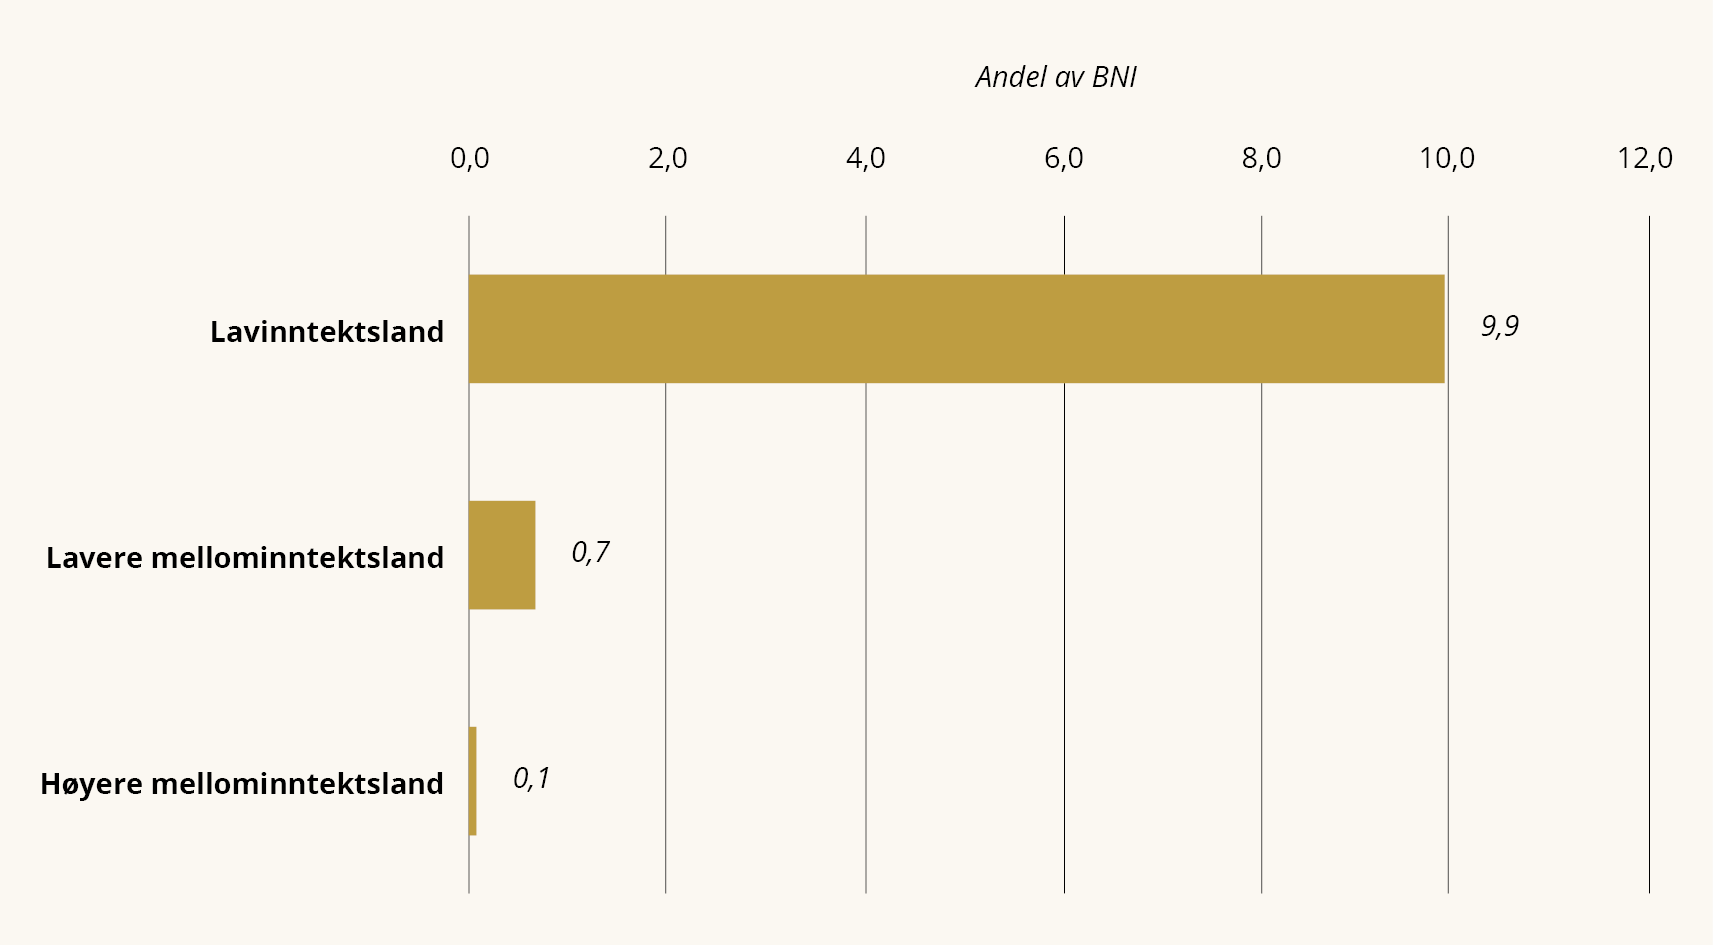 Andel av BNI
0,0 2,0 4,0 6,0 8,0 10,0 12,0
Lavinntektsland 9,9
Lavere mellominntektsland 0,7
Høyere mellominntektsland 0,1